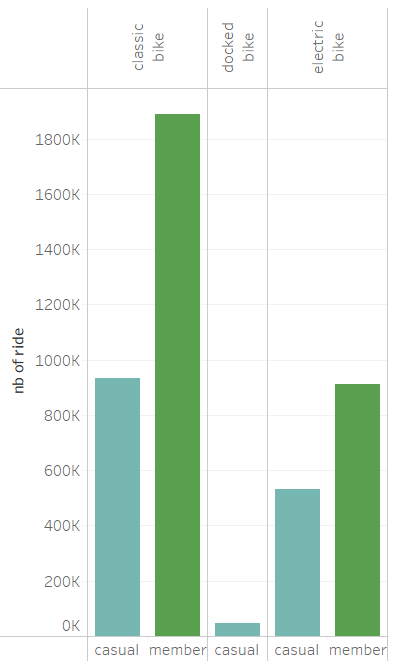 classic
bike
docked
bike
electric
bike
nb of ride
1800K
1600K
1400K
1200K
1000K
800K
600K
400K
200K
0K
casual member casual casual member